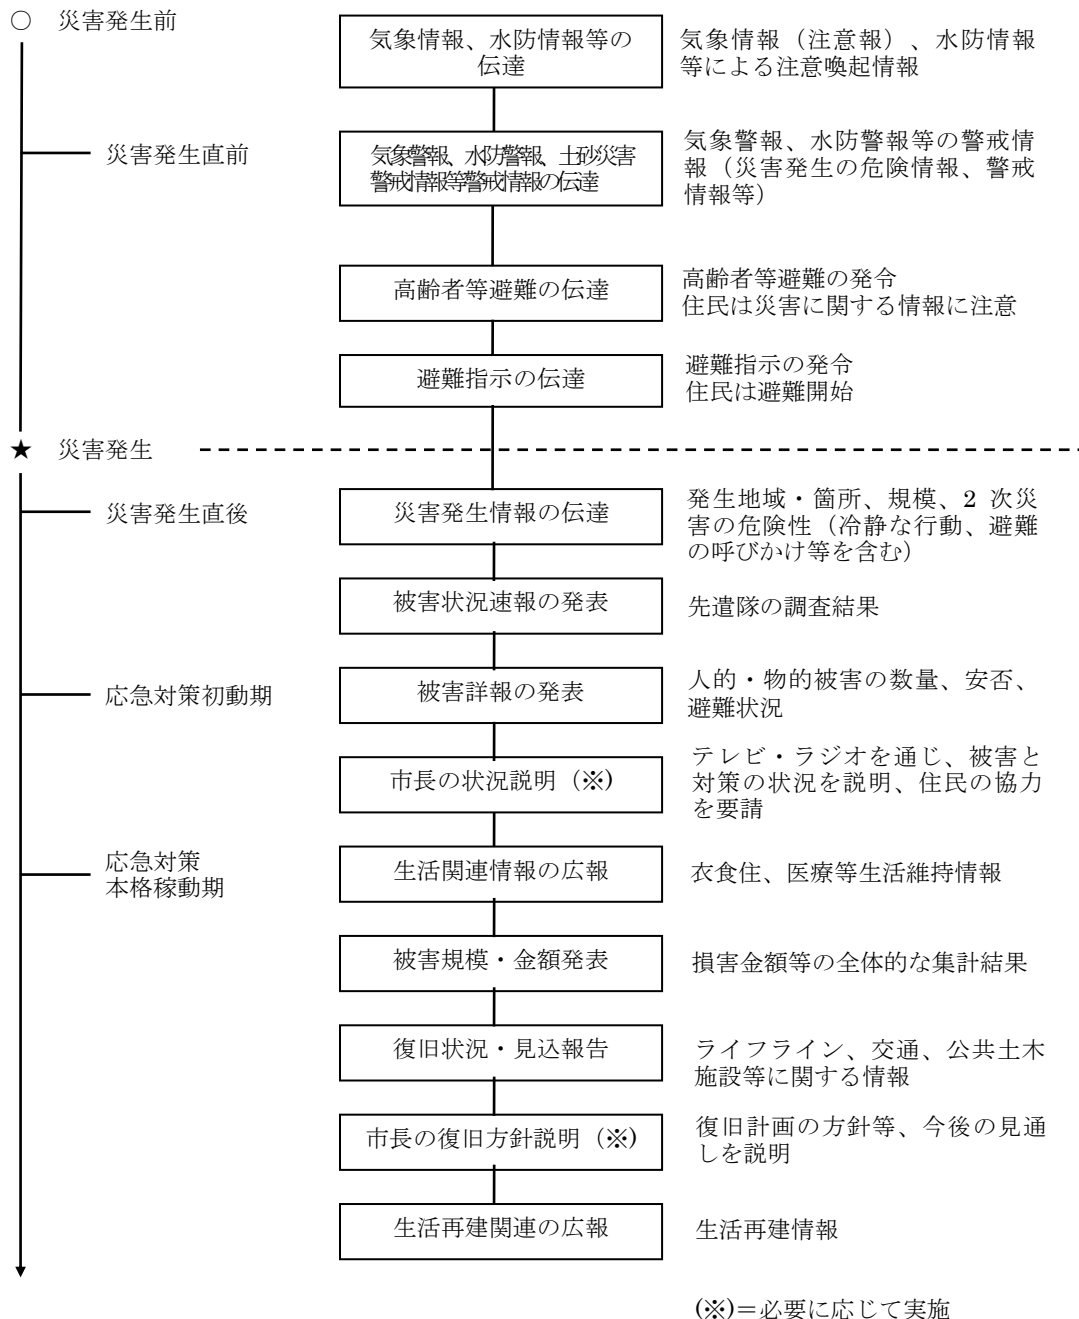 ○ 災害発生前
気象情報、水防情報等の
伝達
気象情報（注意報）、水防情報
等による注意喚起情報
災害発生直前
気象警報、水防警報、土砂災害
警戒情報等警戒情報の伝達
気象警報、水防警報等の警戒情
報（災害発生の危険情報、警戒
情報等）
高齢者等避難の伝達
高齢者等避難の発令
住民は災害に関する情報に注意
避難指示の伝達
避難指示の発令
住民は避難開始
★ 災害発生
災害発生直後
災害発生情報の伝達
発生地域・箇所、規模、2 次災
害の危険性（冷静な行動、避難
の呼びかけ等を含む）
被害状況速報の発表
先遣隊の調査結果
応急対策初動期
被害詳報の発表
人的・物的被害の数量、安否、
避難状況
市長の状況説明（※）
テレビ・ラジオを通じ、被害と
対策の状況を説明、住民の協力
を要請
応急対策
本格稼動期
生活関連情報の広報
衣食住、医療等生活維持情報
被害規模・金額発表
損害金額等の全体的な集計結果
復旧状況・見込報告
ライフライン、交通、公共土木
施設等に関する情報
市長の復旧方針説明（※）
復旧計画の方針等、今後の見通
しを説明
生活再建関連の広報
生活再建情報
(※)＝必要に応じて実施